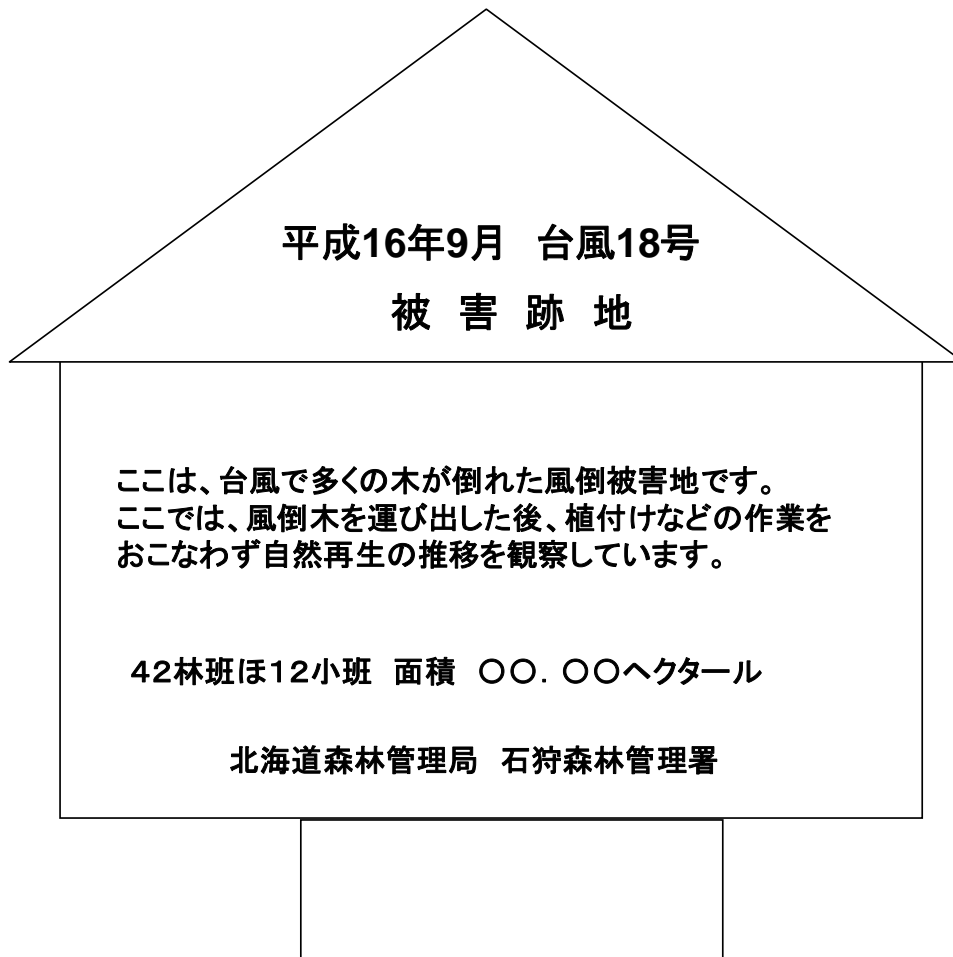 平成16年9月　台風18号
被　害　跡　地
ここは、台風で多くの木が倒れた風倒被害地です。
ここでは、風倒木を運び出した後、植付けなどの作業を
おこなわず自然再生の推移を観察しています。
４２林班ほ１２小班　面積　〇〇．〇〇ヘクタール
北海道森林管理局　石狩森林管理署